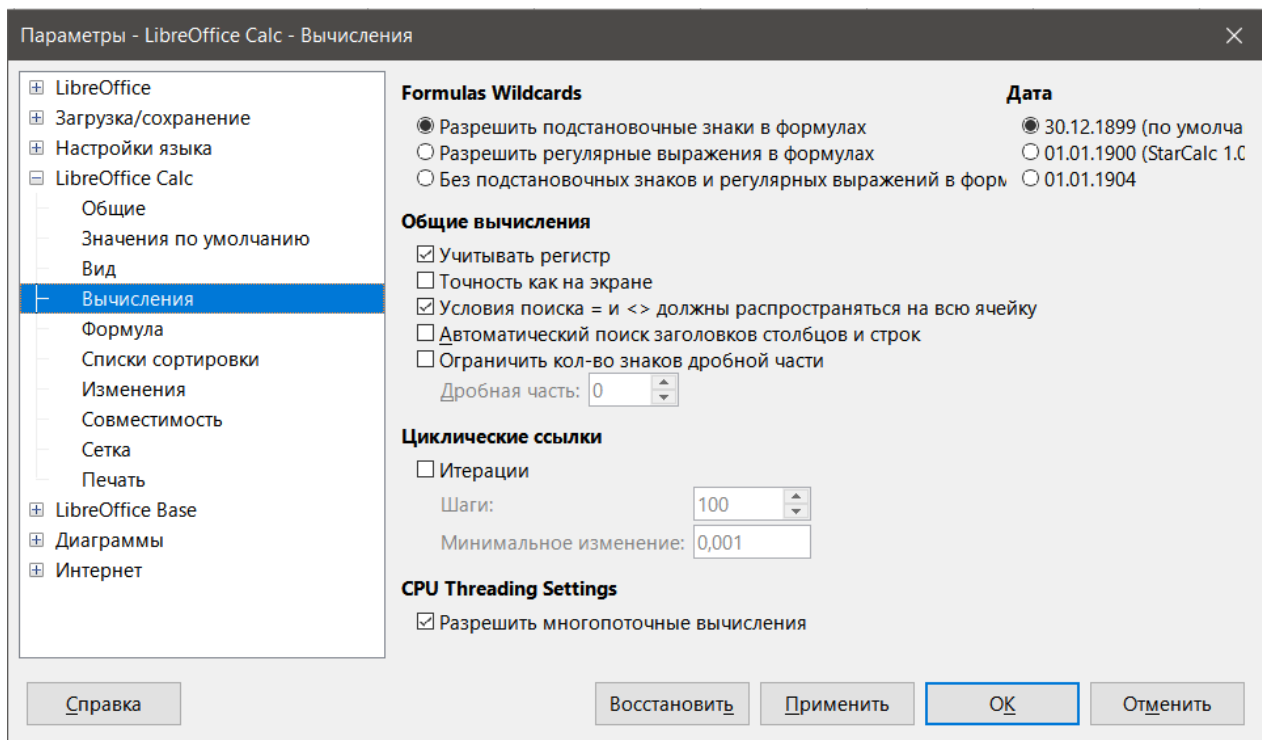 Параметры - LibreOffice Calc - Вычисления
LibreOffice
Загрузка/сохранение
Настройки языка
LibreOffice Calc
Общие
Значения по умолчанию
Вид
Вычисления
Формула
Списки сортировки
Изменения
Совместимость
Сетка
Печать
LibreOffice Base
Диаграммы
Интернет
Formulas Wildcards
Разрешить подстановочные знаки в формулах
Разрешить регулярные выражения в формулах
Без подстановочных знаков и регулярных выражений в форм
Дата
30.12.1899 (по умолча
01.01.1900 (StarCalc 1.0
01.01.1904
Общие вычисления
Учитывать регистр
Точность как на экране
Условия поиска = и <> должны распространяться на всю ячейку
Автоматический поиск заголовков столбцов и строк
Ограничить кол-во знаков дробной части
Дробная часть: 0
Циклические ссылки
Итерации
Шаги: 100
Минимальное изменение: 0,001
CPU Threading Settings
Разрешить многопоточные вычисления
Справка Восстановить Применить ОК Отменить